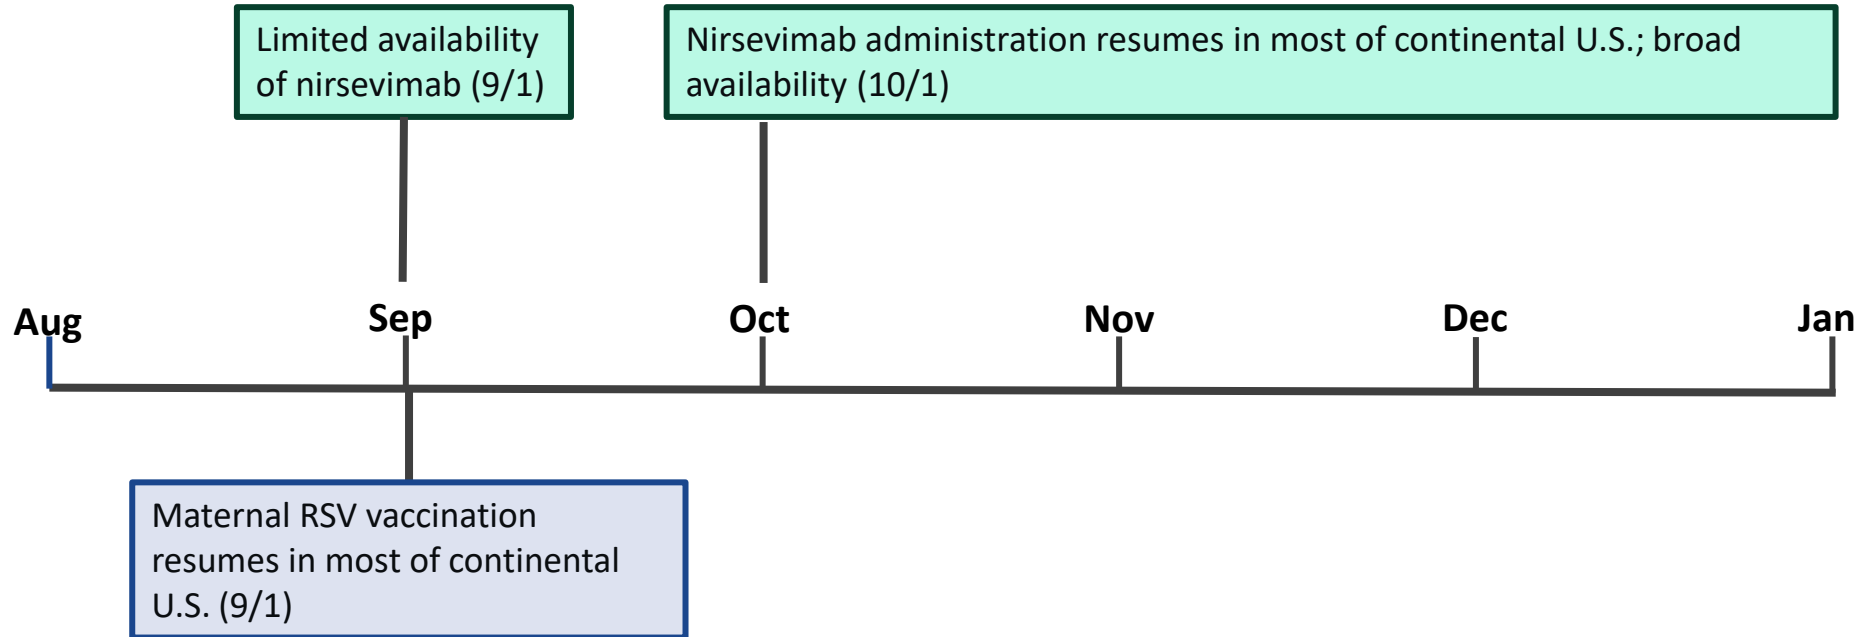 Limited availability
of nirsevimab (9/1)
Nirsevimab administration resumes in most of continental U.S.; broad
availability (10/1)
Aug
Sep
Oct
Nov
Dec
Jan
Maternal RSV vaccination
resumes in most of continental
U.S. (9/1)